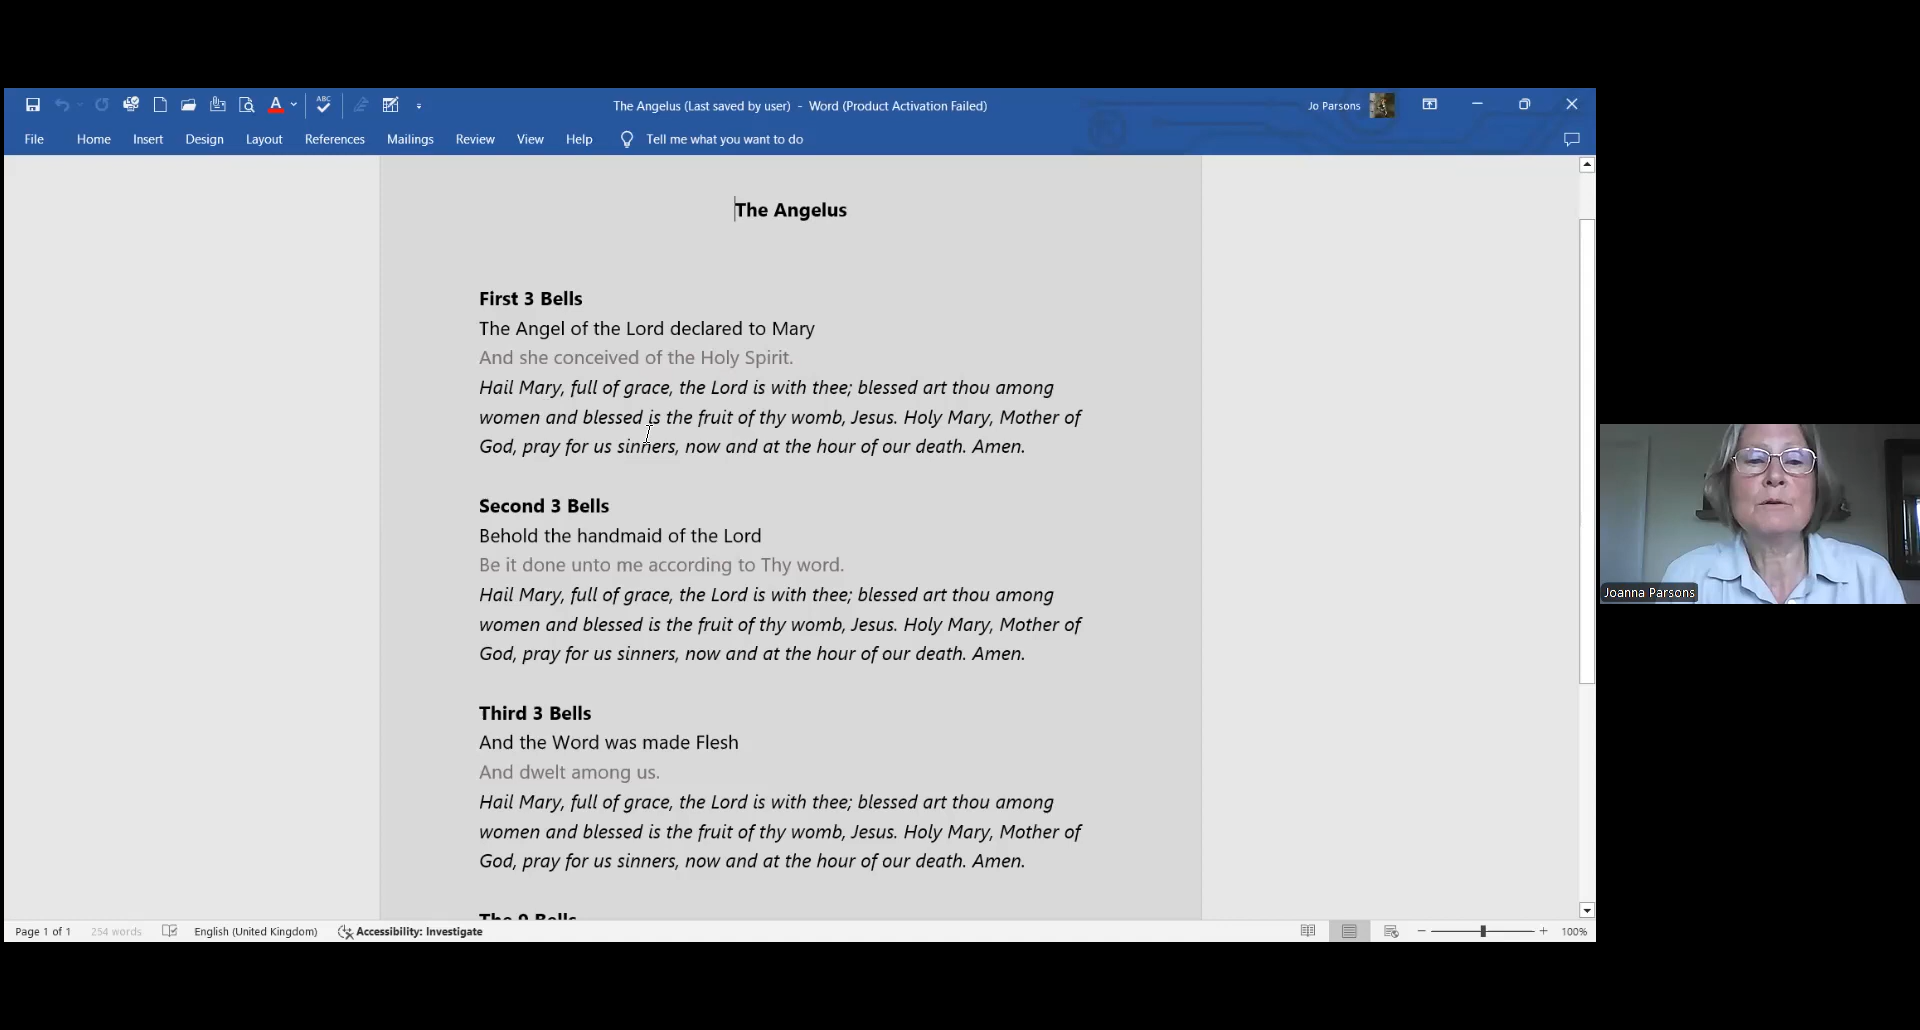 The Angelus (Last saved by user) - Word (Product Activation Failed)
Jo Parsons
File Home Insert Design Layout References Mailings Review View Help Tell me what you want to do
The Angelus
First 3 Bells
The Angel of the Lord declared to Mary
And she conceived of the Holy Spirit.
Hail Mary, full of grace, the Lord is with thee; blessed art thou among
women and blessed is the fruit of thy womb, Jesus. Holy Mary, Mother of
God, pray for us sinners, now and at the hour of our death. Amen.
Second 3 Bells
Behold the handmaid of the Lord
Be it done unto me according to Thy word.
Hail Mary, full of grace, the Lord is with thee; blessed art thou among
women and blessed is the fruit of thy womb, Jesus. Holy Mary, Mother of
God, pray for us sinners, now and at the hour of our death. Amen.
Third 3 Bells
And the Word was made Flesh
And dwelt among us.
Hail Mary, full of grace, the Lord is with thee; blessed art thou among
women and blessed is the fruit of thy womb, Jesus. Holy Mary, Mother of
God, pray for us sinners, now and at the hour of our death. Amen.
The 9 Bells
Page 1 of 1 254 words English (United Kingdom) Accessibility: Investigate 100%
Joanna Parsons